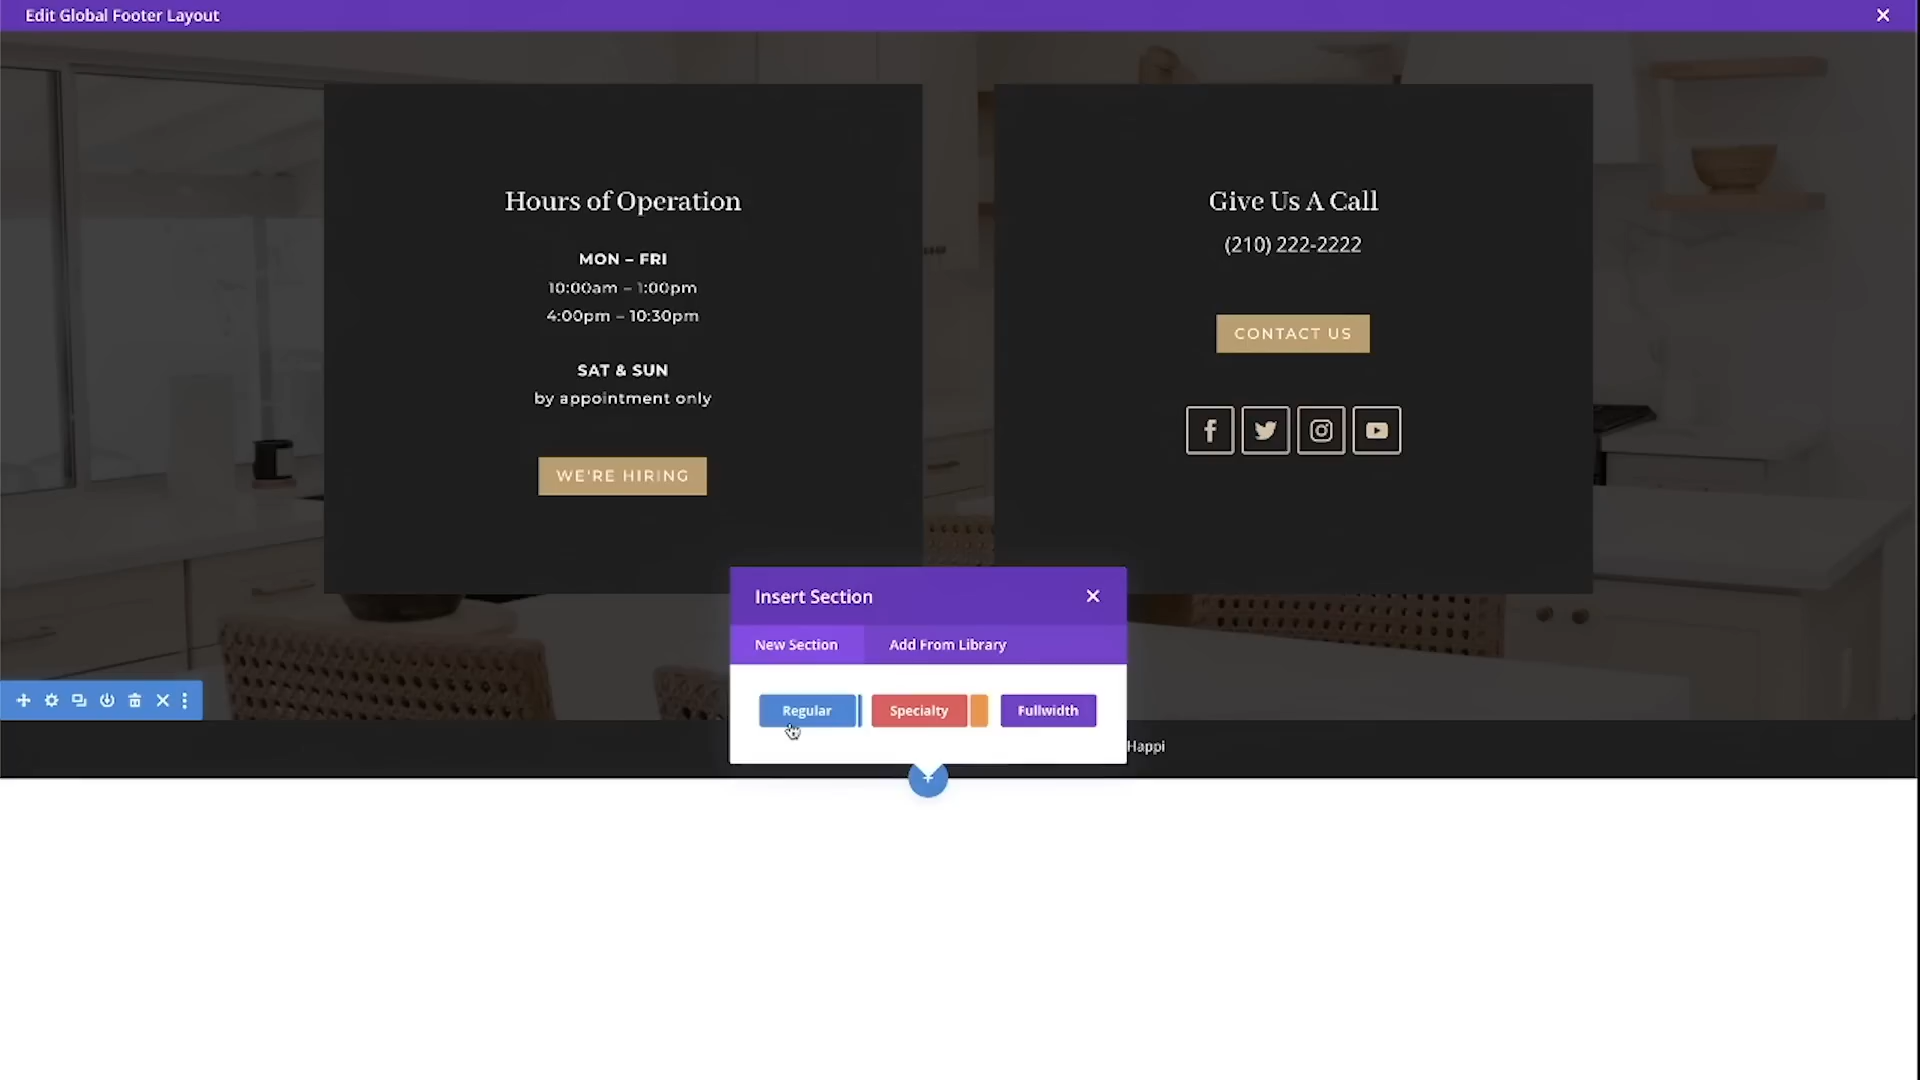 Edit Global Footer Layout
Hours of Operation
MON – FRI
10:00am – 1:00pm
4:00pm – 10:30pm
SAT & SUN
by appointment only
WE'RE HIRING
Give Us A Call
(210) 222-2222
CONTACT US
Insert Section
New Section
Add From Library
Regular
Specialty
Fullwidth
Happi